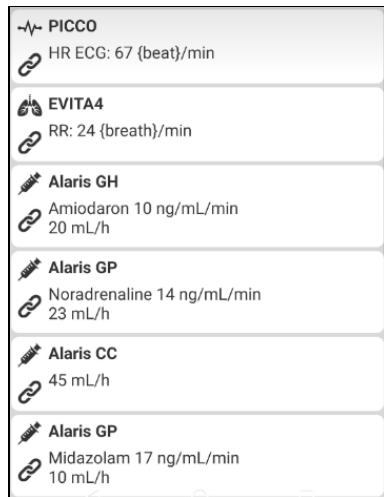 PICCO
HR ECG: 67 {beat}/min
EVITA4
RR: 24 {breath}/min
Alaris GH
Amiodaron 10 ng/mL/min
20 mL/h
Alaris GP
Noradrenaline 14 ng/mL/min
23 mL/h
Alaris CC
45 mL/h
Alaris GP
Midazolam 17 ng/mL/min
10 mL/h